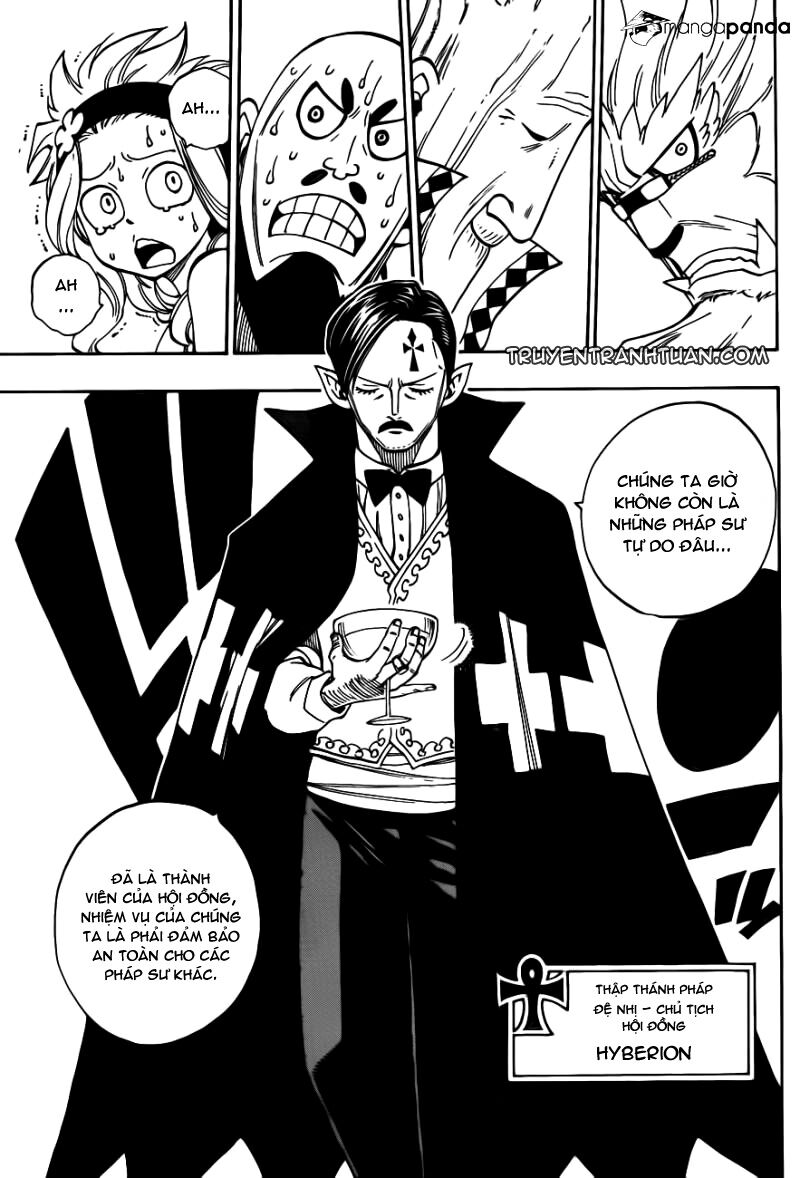 mangapanda
AH...
AH
...
TRUYENTRANHTUAN.COM
CHÚNG TA GIỜ
KHÔNG CÒN LÀ
NHỮNG PHÁP SƯ
TỰ DO ĐÂU...
ĐÃ LÀ THÀNH
VIÊN CỦA HỘI ĐỒNG,
NHIỆM VỤ CỦA CHÚNG
TA LÀ PHẢI ĐẢM BẢO
AN TOÀN CHO CÁC
PHÁP SƯ KHÁC.
THẬP THÁNH PHÁP
ĐỆ NHỊ - CHỦ TỊCH
HỘI ĐỒNG
HYBERION